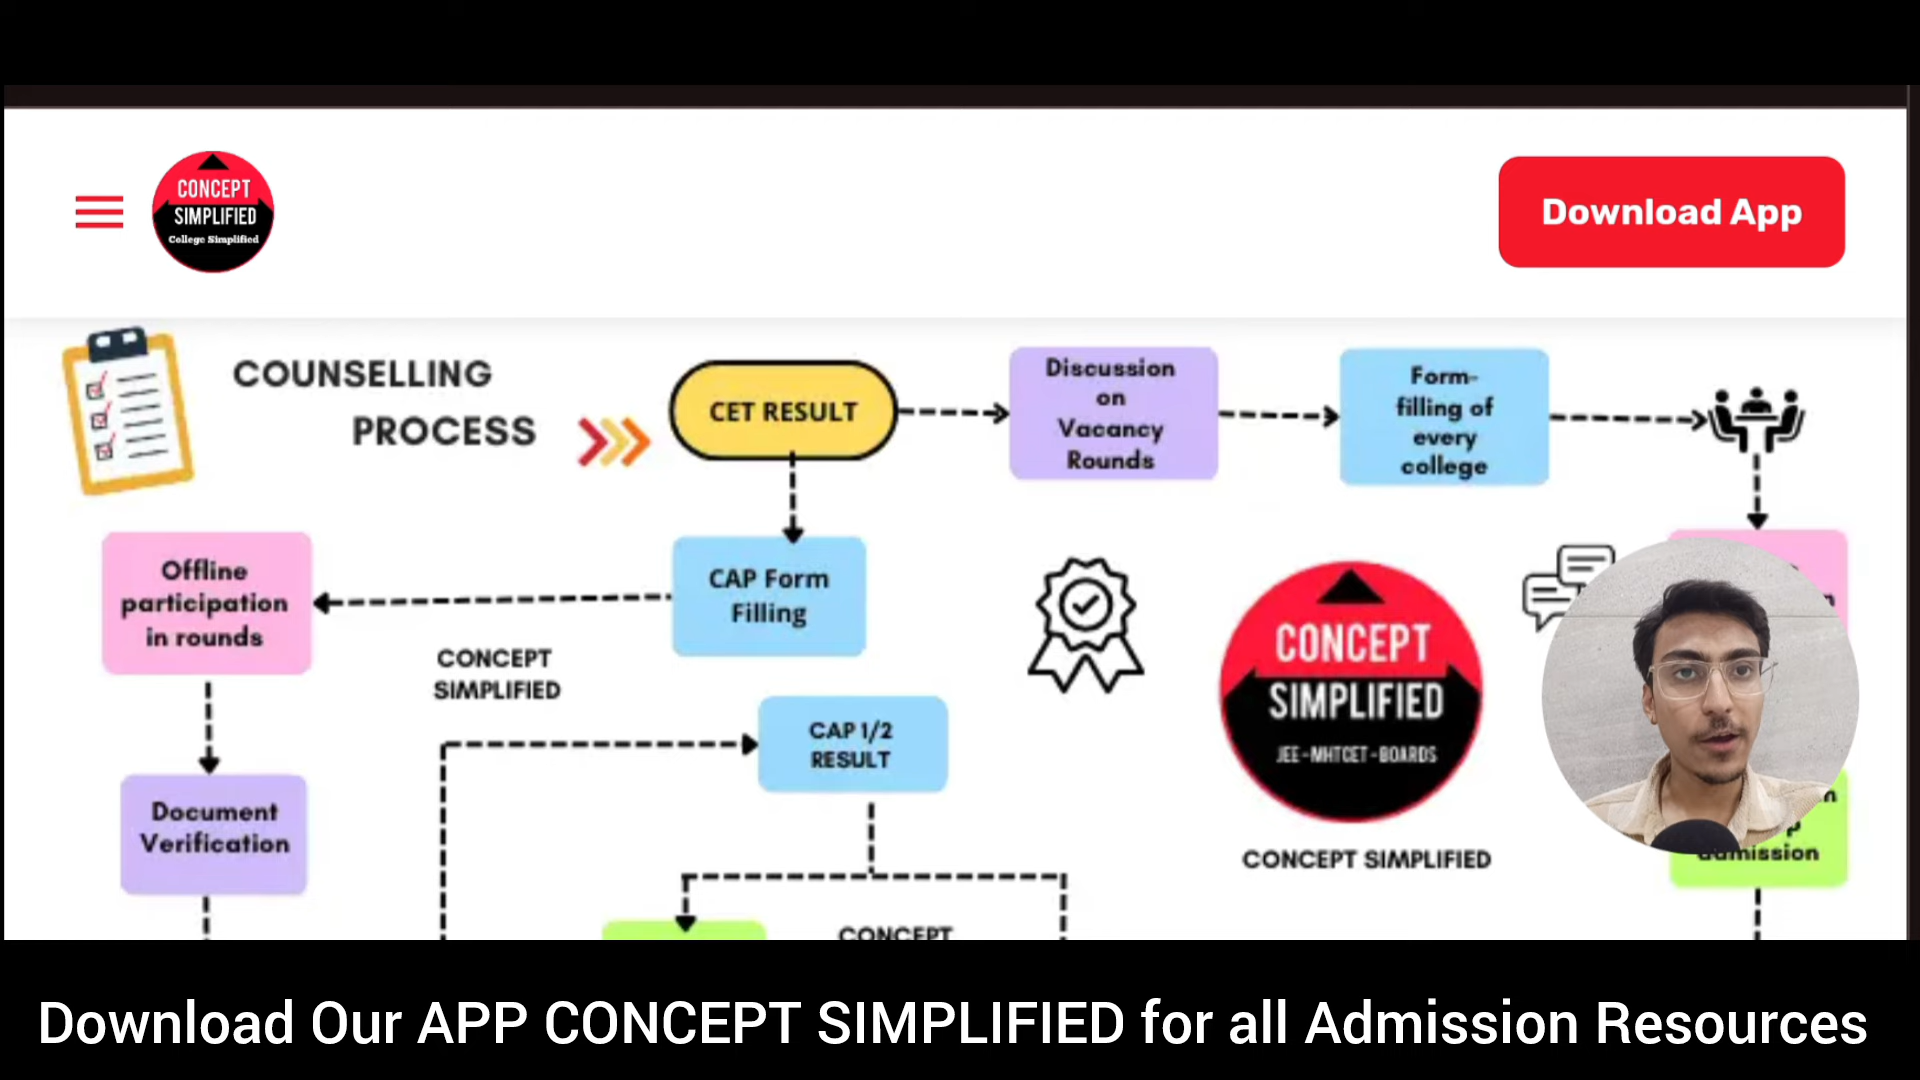 CONCEPT
SIMPLIFIED
College Simplified
Download App
COUNSELLING
PROCESS
CET RESULT
Discussion
on
Vacancy
Rounds
Form-
filling of
every
college
Offline
participation
in rounds
CAP Form
Filling
CONCEPT
SIMPLIFIED
CONCEPT
SIMPLIFIED
JEE-MHTCET-BOARDS
CONCEPT SIMPLIFIED
CAP 1/2
RESULT
Document
Verification
admission
CONCEPT
Download Our APP CONCEPT SIMPLIFIED for all Admission Resources